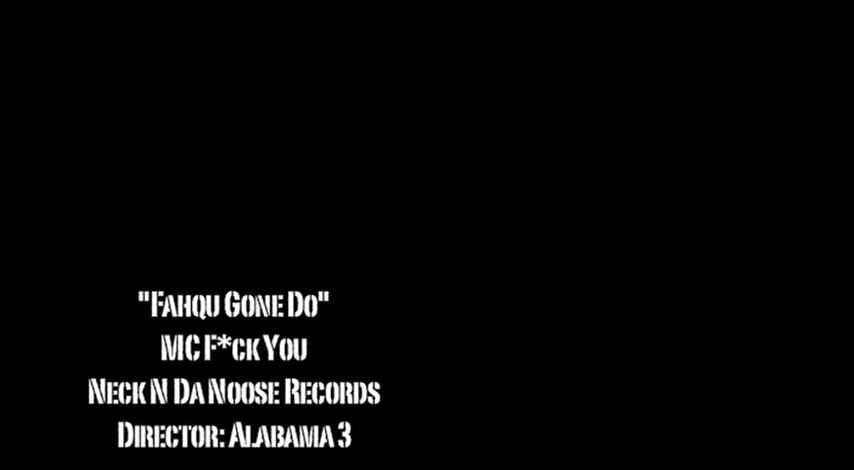 "Fahqu Gone Do"
MC F*ck You
Neck N Da Noose Records
Director: Alabama 3